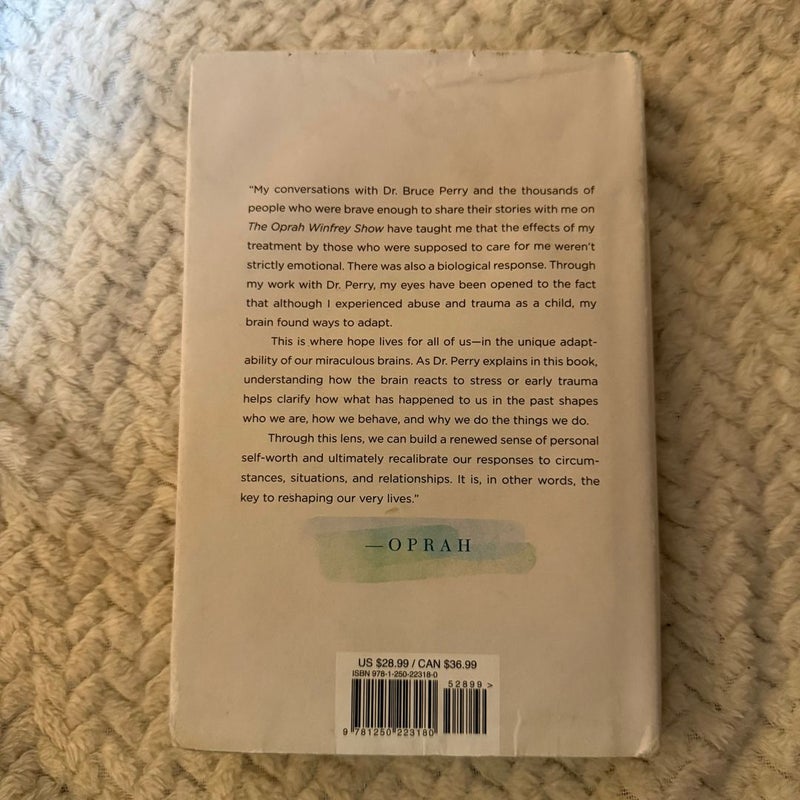 “My conversations with Dr. Bruce Perry and the thousands of
people who were brave enough to share their stories with me on
The Oprah Winfrey Show have taught me that the effects of my
treatment by those who were supposed to care for me weren’t
strictly emotional. There was also a biological response. Through
my work with Dr. Perry, my eyes have been opened to the fact
that although I experienced abuse and trauma as a child, my
brain found ways to adapt.
This is where hope lives for all of us—in the unique adapt-
ability of our miraculous brains. As Dr. Perry explains in this book,
understanding how the brain reacts to stress or early trauma
helps clarify how what has happened to us in the past shapes
who we are, how we behave, and why we do the things we do.
Through this lens, we can build a renewed sense of personal
self-worth and ultimately recalibrate our responses to circum-
stances, situations, and relationships. It is, in other words, the
key to reshaping our very lives.”
—OPRAH
US $28.99 / CAN $36.99
ISBN 978-1-250-22318-0
52899 >
9 781250 223180